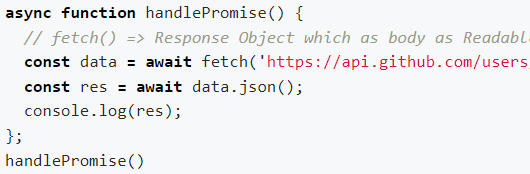 async function handlePromise() {
// fetch() => Response Object which as body as Readabl
const data = await fetch('https://api.github.com/users
const res = await data.json();
console.log(res);
};
handlePromise()